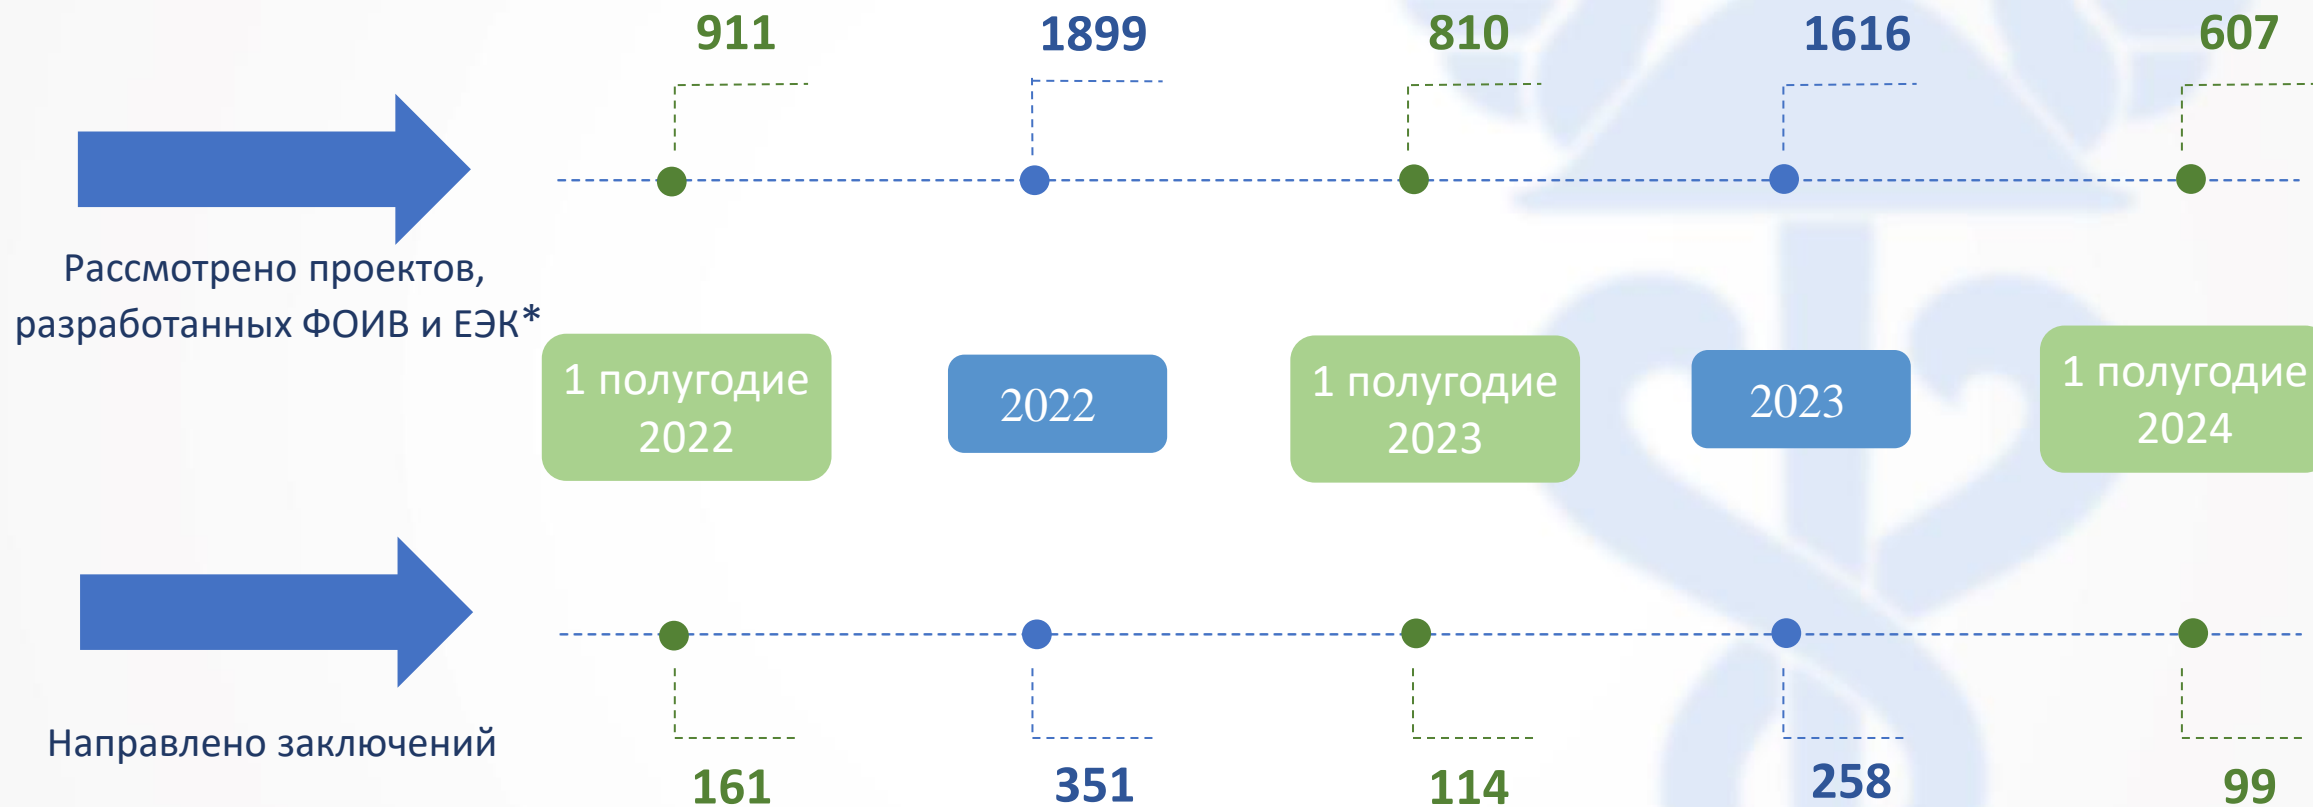 911 1899 810 1616 607
Рассмотрено проектов,
разработанных ФОИВ и ЕЭК*
1 полугодие
2022
2022
1 полугодие
2023
2023
1 полугодие
2024
Направлено заключений
161 351 114 258 99